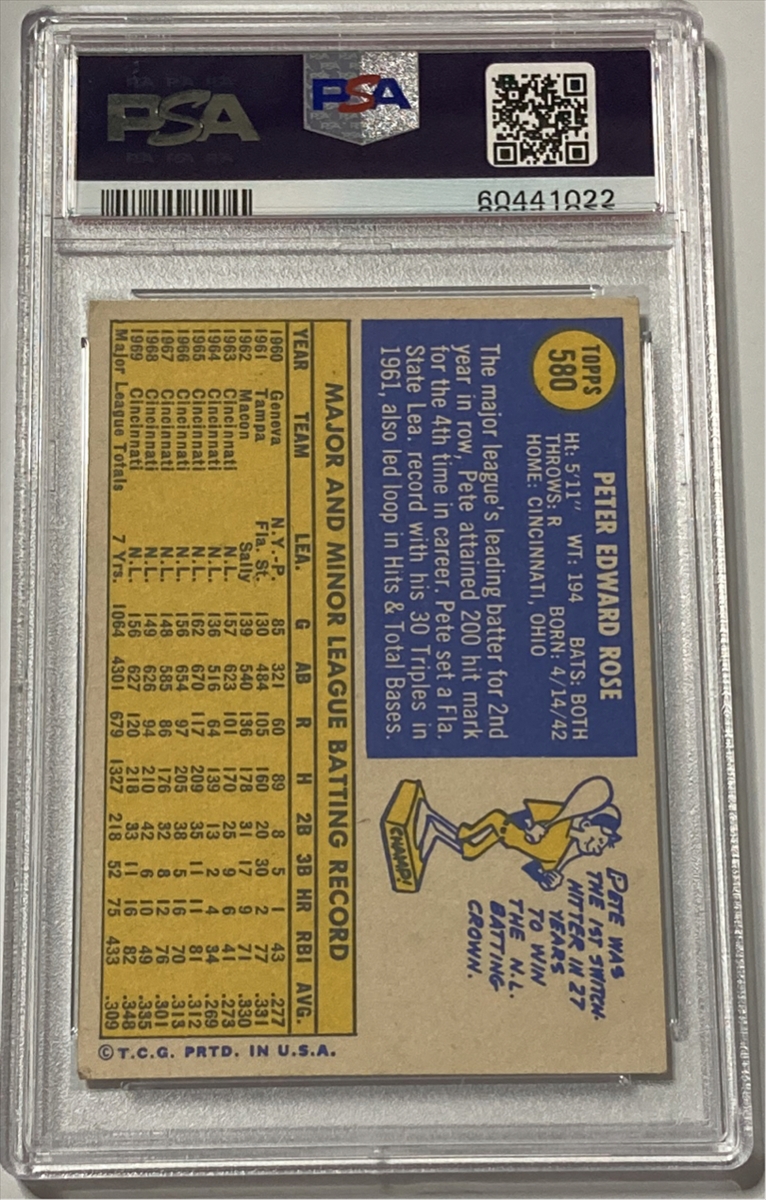 PSA
PSA
60441022
TOPPS
580
PETER EDWARD ROSE
Ht: 5'11" WT: 194 BATS: BOTH
THROWS: R BORN: 4/14/42
HOME: CINCINNATI, OHIO
The major league's leading batter for 2nd
year in row, Pete attained 200 hit mark
for the 4th time in career. Pete set a Fla.
State Lea. record with his 30 Triples in
1961, also led loop in Hits & Total Bases.
PETE WAS
THE 1ST SWITCH-
HITTER IN 27
YEARS
TO WIN
THE N.L.
BATTING
CROWN.
CHAMP!
MAJOR AND MINOR LEAGUE BATTING RECORD
YEAR TEAM LEA. G AB R H 2B 3B HR RBI AVG.
1960 Geneva N.Y.-P. 85 321 60 89 8 5 1 43 .277
1961 Tampa Fla. St. 130 484 105 160 20 30 2 77 .331
1962 Macon Sally 139 540 136 178 31 17 9 71 .330
1963 Cincinnati N.L. 157 623 101 170 25 9 6 41 .273
1964 Cincinnati N.L. 136 516 64 139 13 2 4 34 .269
1965 Cincinnati N.L. 162 670 117 209 35 11 11 81 .312
1966 Cincinnati N.L. 156 654 97 205 38 5 16 70 .313
1967 Cincinnati N.L. 148 585 86 176 32 8 12 76 .301
1968 Cincinnati N.L. 149 626 94 210 42 6 10 49 .335
1969 Cincinnati N.L. 156 627 120 218 33 11 16 82 .348
Major League Totals 7 Yrs. 1064 4301 679 1327 218 52 75 433 .309
© T.C.G. PRTD. IN U.S.A.